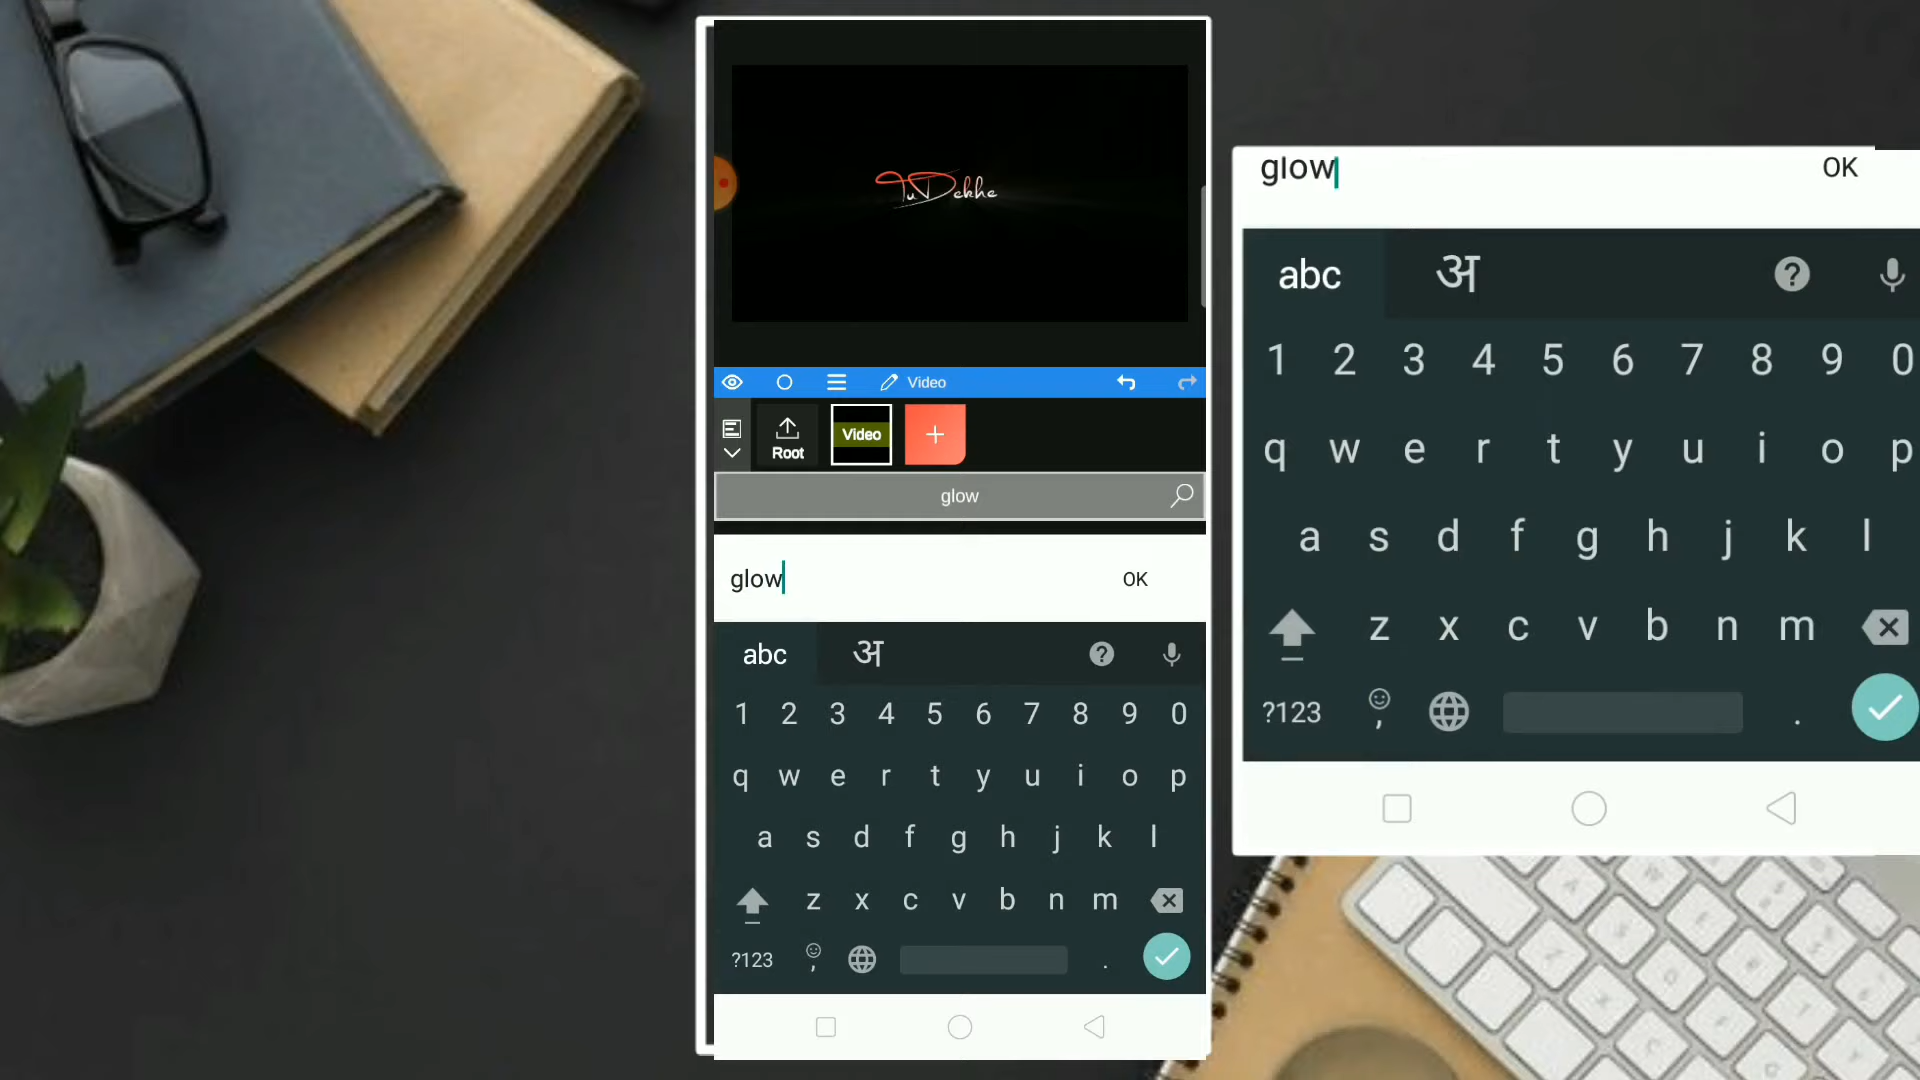 Tu Dekhe
Video
Root
Video
+
glow
glow
OK
abc
अ
1 2 3 4 5 6 7 8 9 0
q w e r t y u i o p
a s d f g h j k l
z x c v b n m
?123 , .
glow
OK
abc
अ
1 2 3 4 5 6 7 8 9 0
q w e r t y u i o p
a s d f g h j k l
z x c v b n m
?123 , .